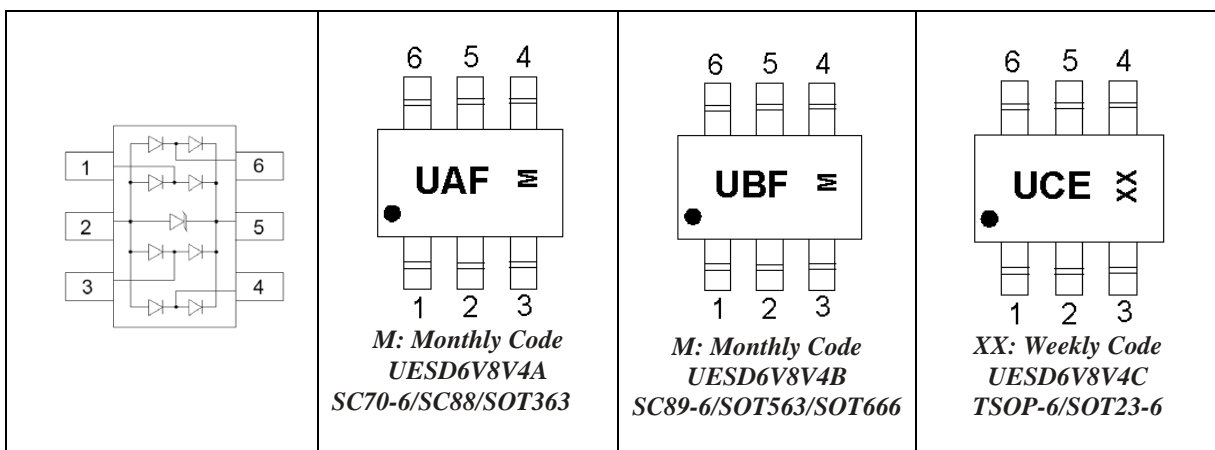 1 6
2 5
3 4
6 5 4
UAF M
1 2 3
M: Monthly Code
UESD6V8V4A
SC70-6/SC88/SOT363
6 5 4
UBF M
1 2 3
M: Monthly Code
UESD6V8V4B
SC89-6/SOT563/SOT666
6 5 4
UCE XX
1 2 3
XX: Weekly Code
UESD6V8V4C
TSOP-6/SOT23-6